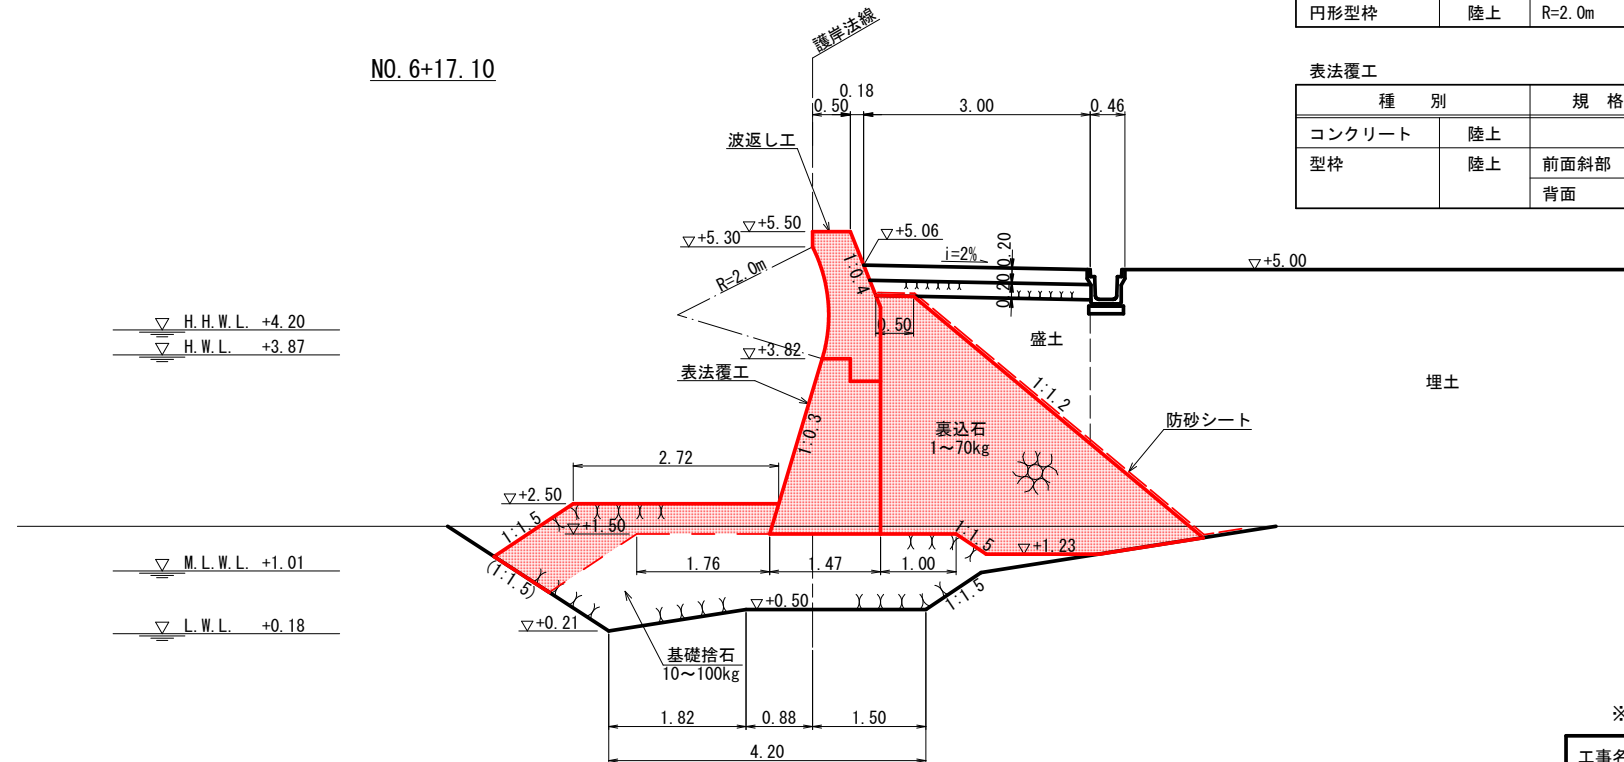 円形型枠 陸上 R=2.0m
護岸法線
NO.6+17.10
表法覆工
種 別 規 格
コンクリート 陸上
型枠 陸上 前面斜部
背面
0.18
0.50 3.00 0.46
波返し工
▽+5.50
▽+5.30
▽+5.06
i=2%
0.20
0.20
▽+5.00
R=2.0m
1:0.4
0.50
盛土
埋土
▽ H.H.W.L. +4.20
▽ H.W.L. +3.87
▽+3.82
表法覆工
1:0.3
1:1.2
防砂シート
裏込石
1～70kg
2.72
▽+2.50
▽+1.50
1:1.5
1:1.5
▽+1.23
▽ M.L.W.L. +1.01
(1:1.5)
1.76 1.47 1.00
1:1.5
▽+0.50
▽+0.21
▽ L.W.L. +0.18
基礎捨石
10～100kg
1.82 0.88 1.50
4.20
※
工事名